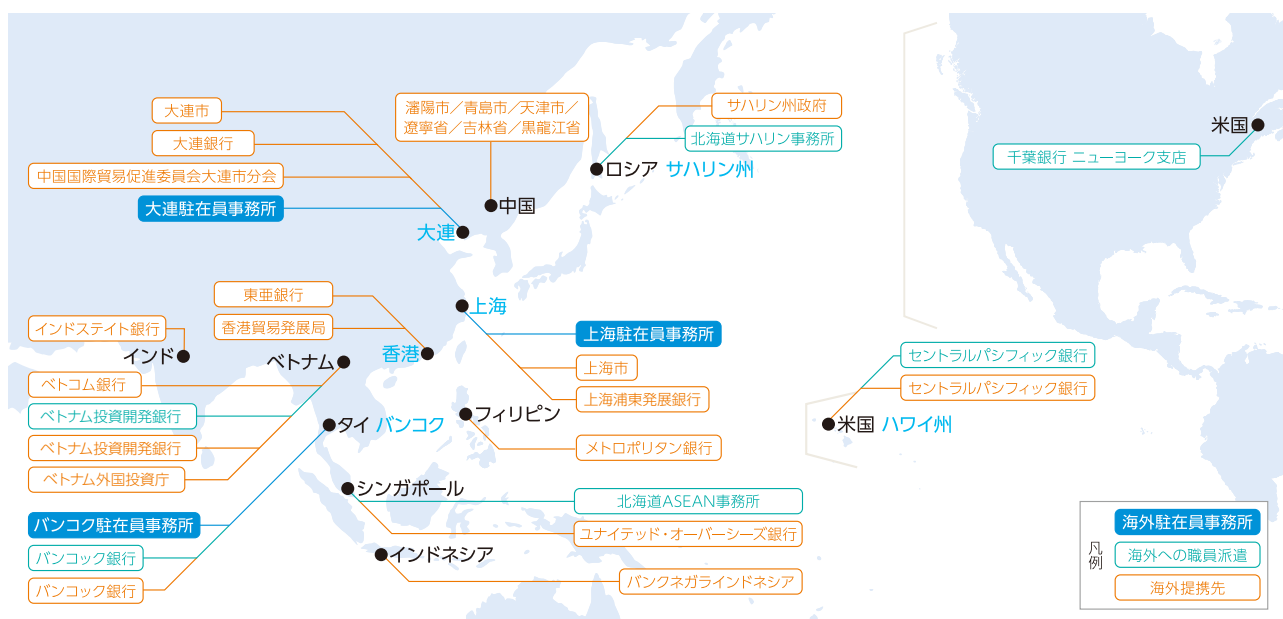 大連市
大連銀行
中国国際貿易促進委員会大連市分会
大連駐在員事務所
大連
瀋陽市／青島市／天津市／
遼寧省／吉林省／黒龍江省
中国
サハリン州政府
北海道サハリン事務所
ロシア サハリン州
米国
千葉銀行 ニューヨーク支店
東亜銀行
香港貿易発展局
香港
上海
上海駐在員事務所
上海市
上海浦東発展銀行
インドステイト銀行
インド
ベトナム
ベトコム銀行
ベトナム投資開発銀行
ベトナム投資開発銀行
ベトナム外国投資庁
タイ バンコク
バンコク駐在員事務所
バンコック銀行
バンコック銀行
フィリピン
メトロポリタン銀行
シンガポール
北海道ASEAN事務所
ユナイテッド・オーバーシーズ銀行
インドネシア
バンクネガラインドネシア
セントラルパシフィック銀行
セントラルパシフィック銀行
米国 ハワイ州
凡例
海外駐在員事務所
海外への職員派遣
海外提携先